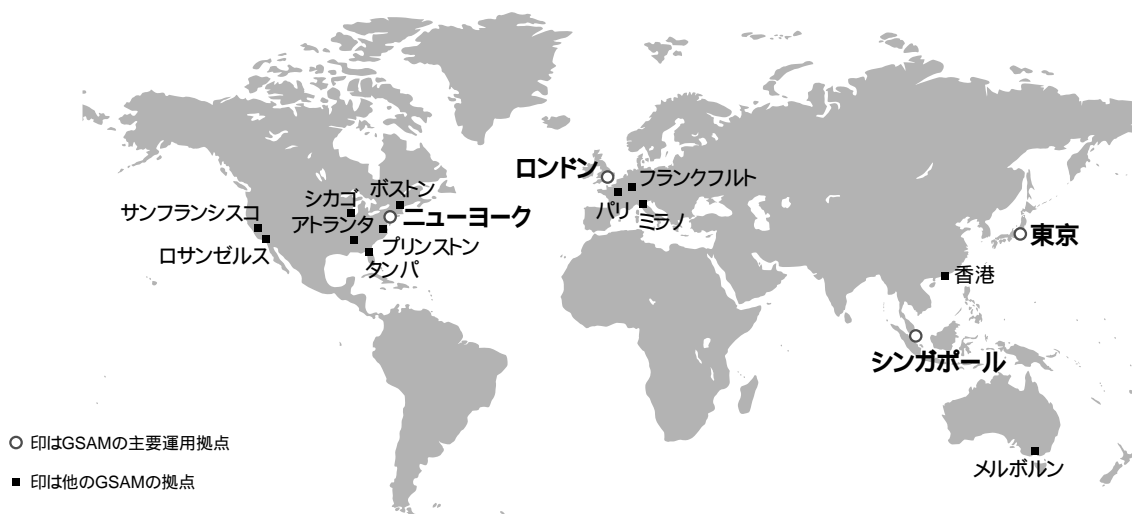 ロンドン
フランクフルト
パリ
ミラノ
シカゴ
ボストン
サンフランシスコ
アトランタ
ニューヨーク
ロサンゼルス
プリンストン
タンパ
東京
香港
シンガポール
メルボルン
○ 印はGSAMの主要運用拠点
■ 印は他のGSAMの拠点